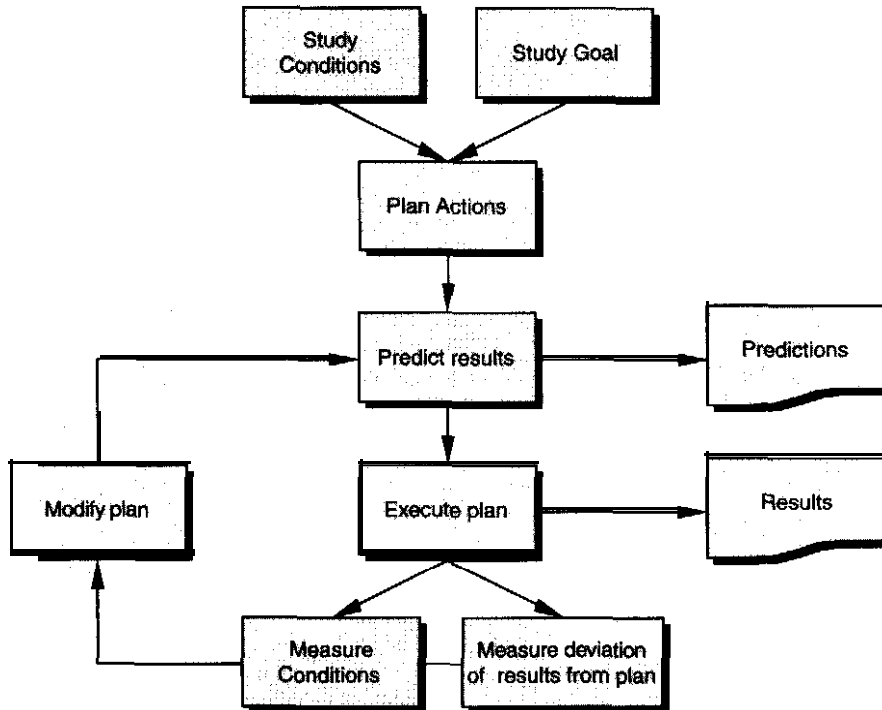 Study
Conditions
Study Goal
Plan Actions
Predict results
Predictions
Modify plan
Execute plan
Results
Measure
Conditions
Measure deviation
of results from plan